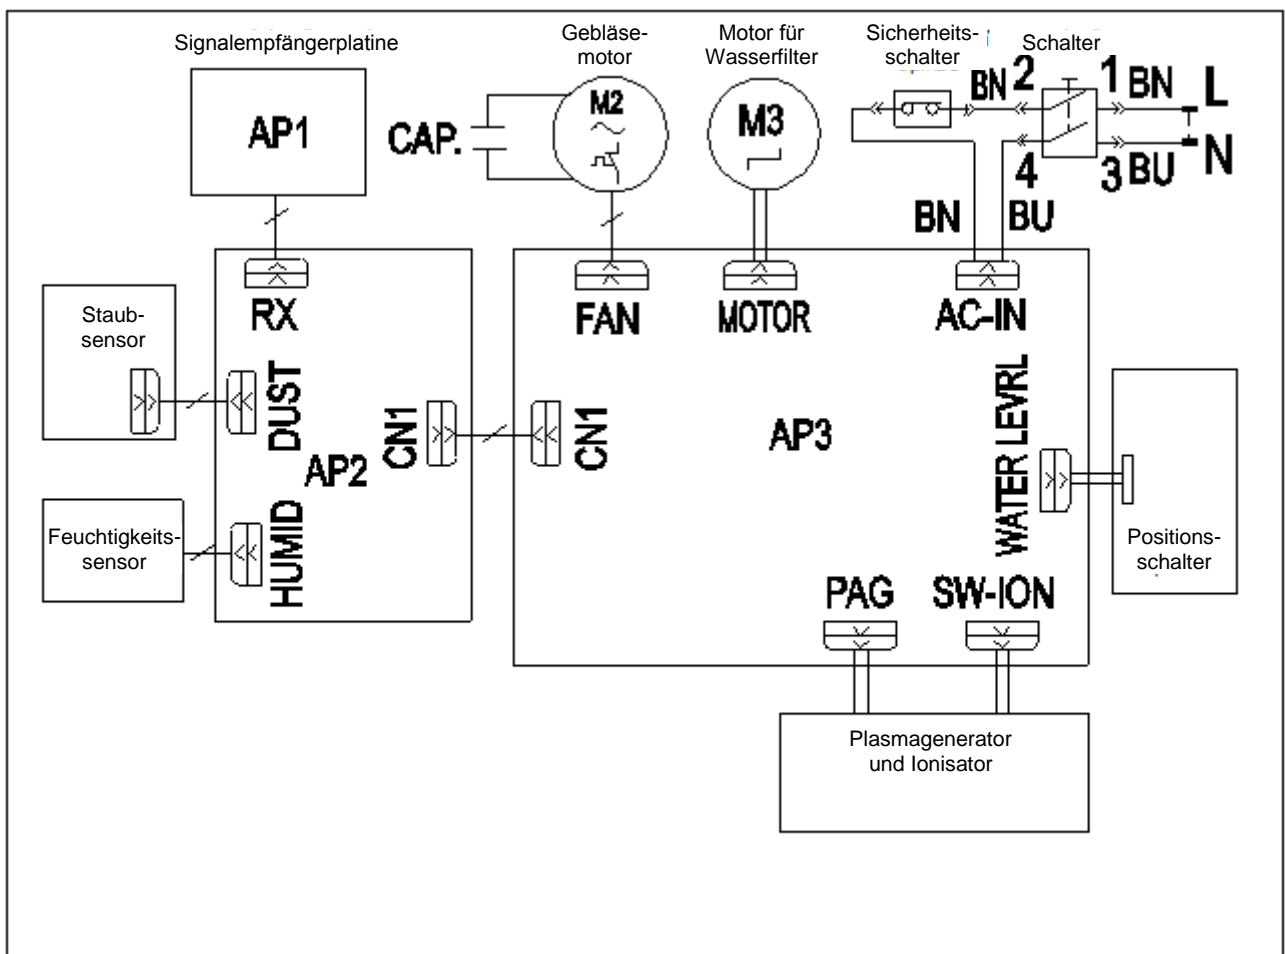 Signalempfängerplatine
Gebläse-
motor
Motor für
Wasserfilter
Sicherheits-
schalter
Schalter
AP1
CAP.
M2
M3
BN
2
1
BN
L
4
3
BU
N
BN
BU
RX
FAN
MOTOR
AC-IN
Staub-
sensor
DUST
CN1
CN1
AP2
AP3
WATER LEVRL
HUMID
Feuchtigkeits-
sensor
Positions-
schalter
PAG
SW-ION
Plasmagenerator
und Ionisator